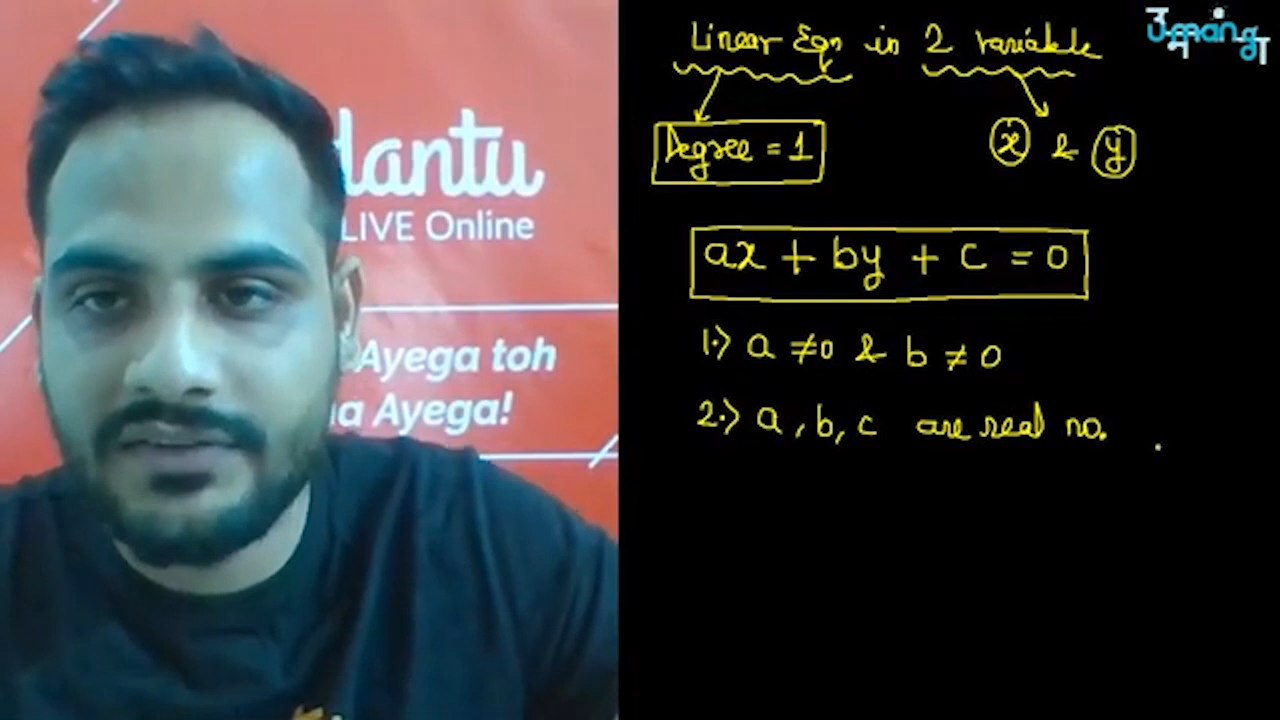 dantu
LIVE Online
Ayega toh
a Ayega!
Linear Eqn in 2 variable
Degree = 1
x & y
ax + by + c = 0
1.) a ≠ 0 & b ≠ 0
2.) a, b, c are real no.